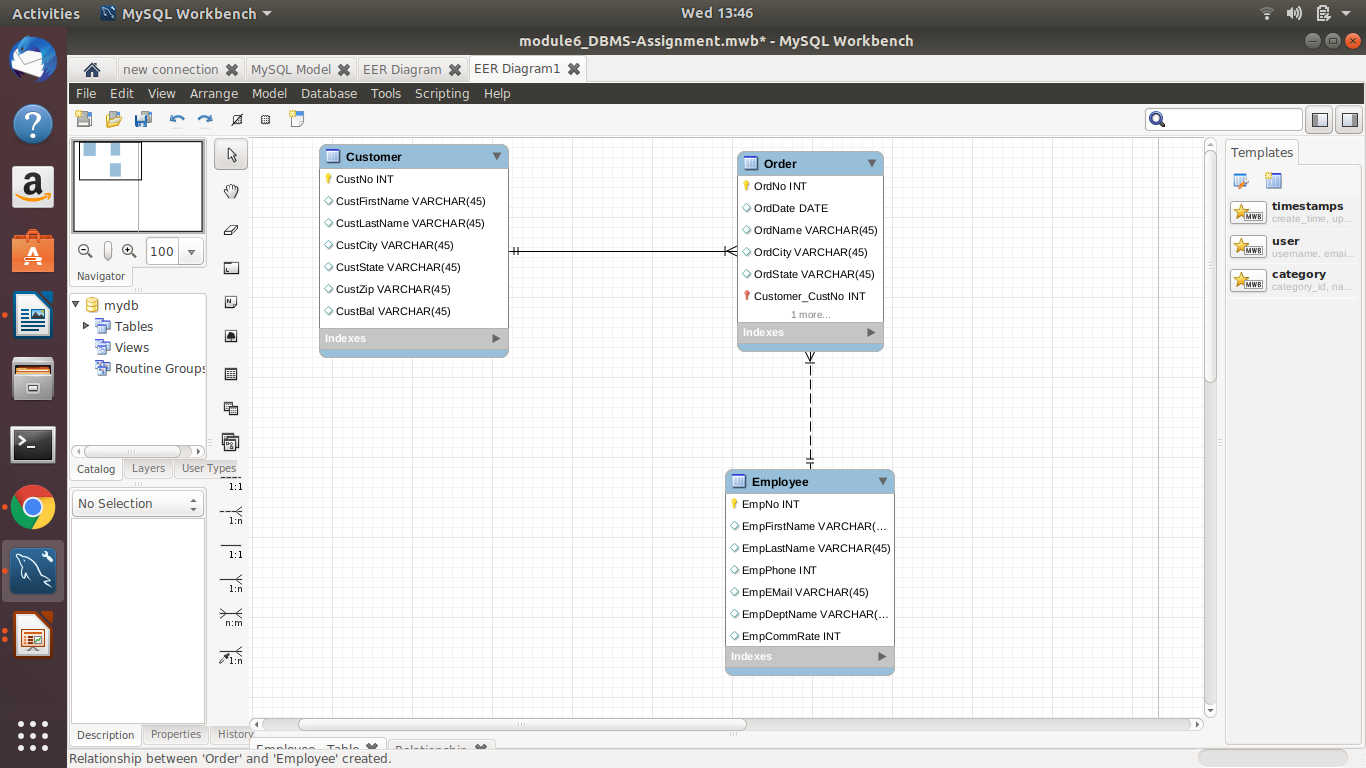 Activities MySQL Workbench Wed 13:46
module6_DBMS-Assignment.mwb* - MySQL Workbench
new connection MySQL Model EER Diagram EER Diagram1
File Edit View Arrange Model Database Tools Scripting Help
100
Navigator
mydb
Tables
Views
Routine Groups
Catalog Layers User Types
No Selection
Description Properties History
1:1
1:n
1:1
1:n
n:m
1:n
Customer
CustNo INT
CustFirstName VARCHAR(45)
CustLastName VARCHAR(45)
CustCity VARCHAR(45)
CustState VARCHAR(45)
CustZip VARCHAR(45)
CustBal VARCHAR(45)
Indexes
Order
OrdNo INT
OrdDate DATE
OrdName VARCHAR(45)
OrdCity VARCHAR(45)
OrdState VARCHAR(45)
Customer_CustNo INT
1 more...
Indexes
Employee
EmpNo INT
EmpFirstName VARCHAR(...
EmpLastName VARCHAR(45)
EmpPhone INT
EmpEMail VARCHAR(45)
EmpDeptName VARCHAR(...
EmpCommRate INT
Indexes
Templates
timestamps
create_time, up...
user
username, emai...
category
category_id, na...
MWB
MWB
MWB
Employee - Table Relationship
Relationship between 'Order' and 'Employee' created.